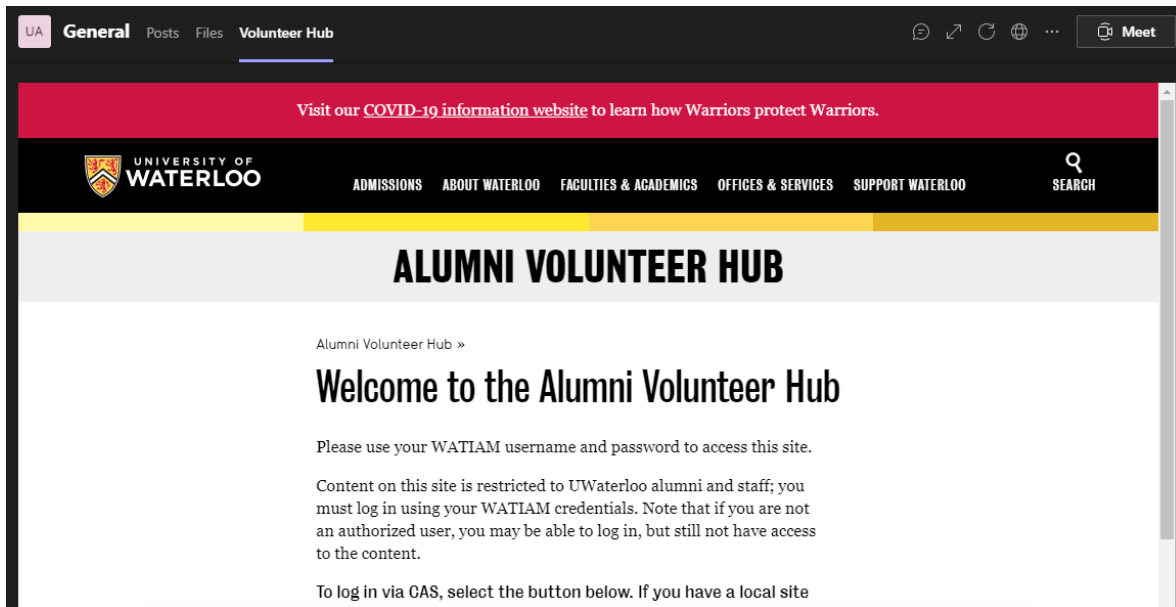 UA General Posts Files Volunteer Hub Meet
Visit our COVID-19 information website to learn how Warriors protect Warriors.
UNIVERSITY OF
WATERLOO
ADMISSIONS ABOUT WATERLOO FACULTIES & ACADEMICS OFFICES & SERVICES SUPPORT WATERLOO SEARCH
ALUMNI VOLUNTEER HUB
Alumni Volunteer Hub »
Welcome to the Alumni Volunteer Hub
Please use your WATIAM username and password to access this site.
Content on this site is restricted to UWaterloo alumni and staff; you
must log in using your WATIAM credentials. Note that if you are not
an authorized user, you may be able to log in, but still not have access
to the content.
To log in via CAS, select the button below. If you have a local site